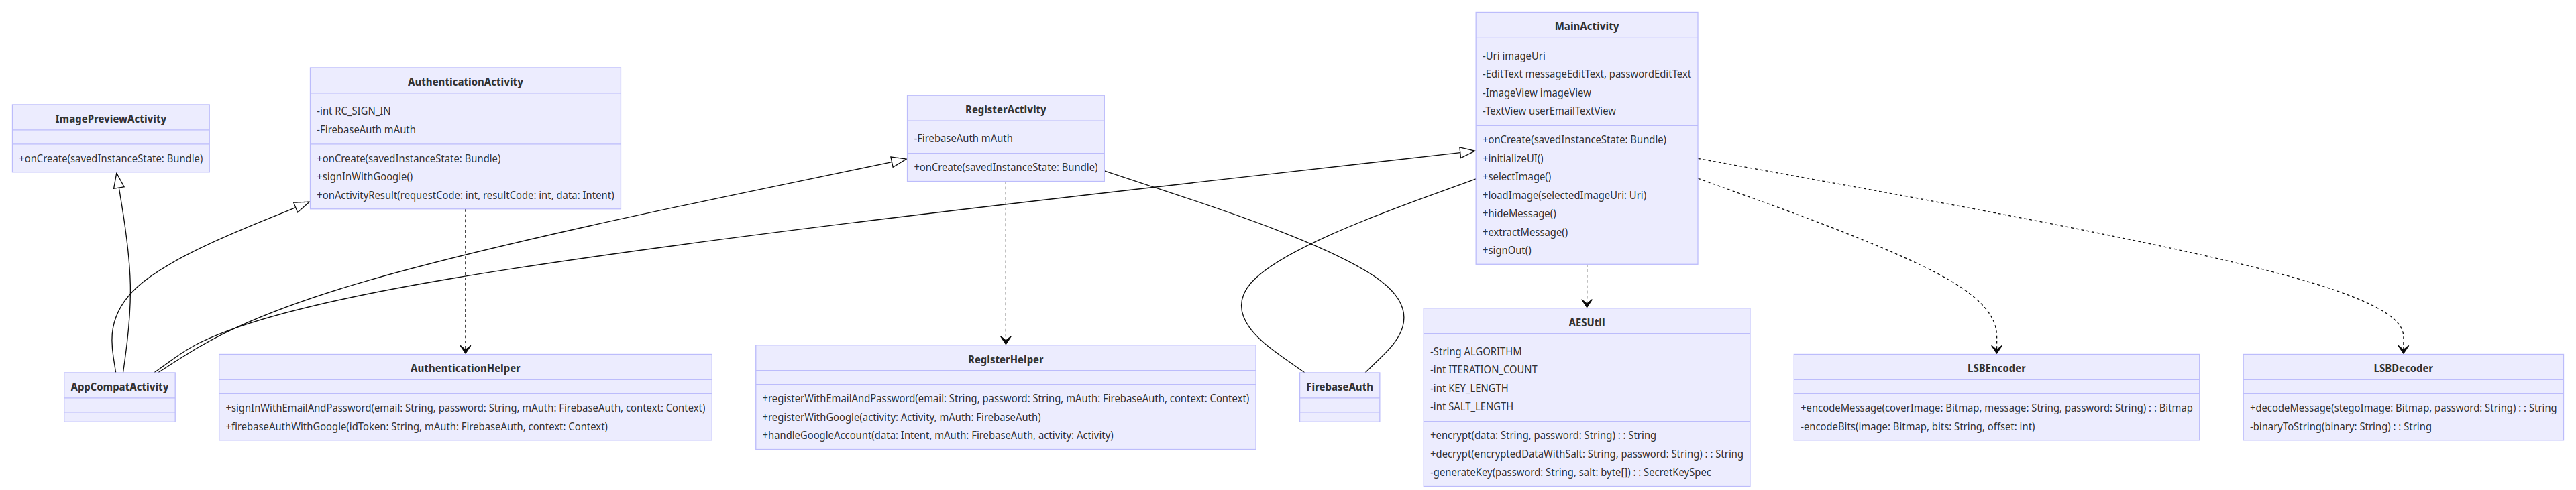 MainActivity
-Uri imageUri
-EditText messageEditText, passwordEditText
-ImageView imageView
-TextView userEmailTextView
+onCreate(savedInstanceState: Bundle)
+initializeUI()
+selectImage()
+loadImage(selectedImageUri: Uri)
+hideMessage()
+extractMessage()
+signOut()
AuthenticationActivity
-int RC_SIGN_IN
-FirebaseAuth mAuth
+onCreate(savedInstanceState: Bundle)
+signInWithGoogle()
+onActivityResult(requestCode: int, resultCode: int, data: Intent)
RegisterActivity
-FirebaseAuth mAuth
+onCreate(savedInstanceState: Bundle)
ImagePreviewActivity
+onCreate(savedInstanceState: Bundle)
AppCompatActivity
AuthenticationHelper
+signInWithEmailAndPassword(email: String, password: String, mAuth: FirebaseAuth, context: Context)
+firebaseAuthWithGoogle(idToken: String, mAuth: FirebaseAuth, context: Context)
RegisterHelper
+registerWithEmailAndPassword(email: String, password: String, mAuth: FirebaseAuth, context: Context)
+registerWithGoogle(activity: Activity, mAuth: FirebaseAuth)
+handleGoogleAccount(data: Intent, mAuth: FirebaseAuth, activity: Activity)
FirebaseAuth
AESUtil
-String ALGORITHM
-int ITERATION_COUNT
-int KEY_LENGTH
-int SALT_LENGTH
+encrypt(data: String, password: String) : : String
+decrypt(encryptedDataWithSalt: String, password: String) : : String
-generateKey(password: String, salt: byte[]) : : SecretKeySpec
LSBEncoder
+encodeMessage(coverImage: Bitmap, message: String, password: String) : : Bitmap
-encodeBits(image: Bitmap, bits: String, offset: int)
LSBDecoder
+decodeMessage(stegoImage: Bitmap, password: String) : : String
-binaryToString(binary: String) : : String